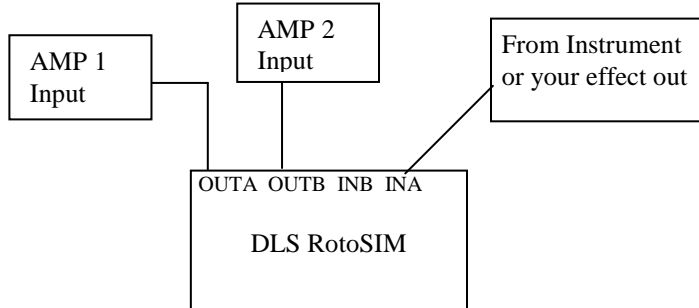 AMP 1
Input
AMP 2
Input
From Instrument
or your effect out
OUTA OUTB INB INA
DLS RotoSIM